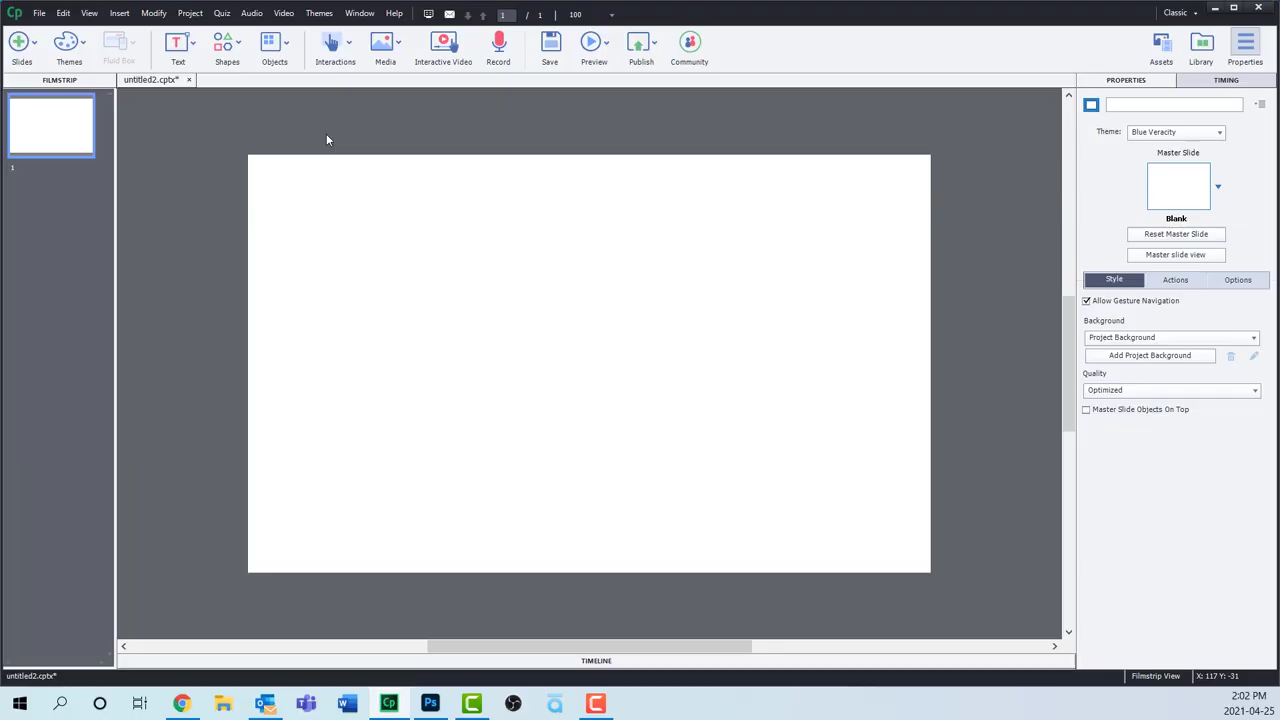 Cp File Edit View Insert Modify Project Quiz Audio Video Themes Window Help 1 / 1 100 Classic
Slides Themes Fluid Box Text Shapes Objects Interactions Media Interactive Video Record Save Preview Publish Community Assets Library Properties
FILMSTRIP untitled2.cptx* × PROPERTIES TIMING
Theme: Blue Veracity
Master Slide
1
Blank
Reset Master Slide
Master slide view
Style Actions Options
Allow Gesture Navigation
Background
Project Background
Add Project Background
Quality
Optimized
Master Slide Objects On Top
TIMELINE
untitled2.cptx* Filmstrip View X: 117 Y: -31
Cp Ps 2:02 PM
2021-04-25